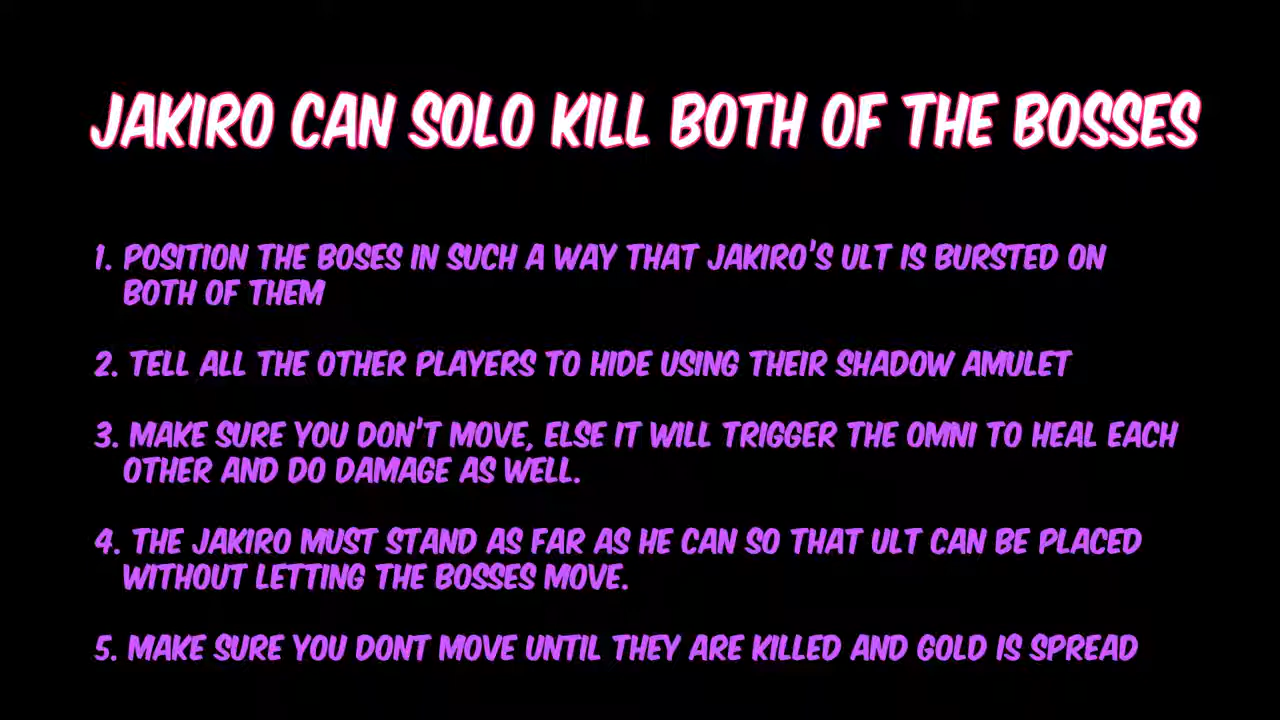 JAKIRO CAN SOLO KILL BOTH OF THE BOSSES
1. POSITION THE BOSES IN SUCH A WAY THAT JAKIRO'S ULT IS BURSTED ON
BOTH OF THEM
2. TELL ALL THE OTHER PLAYERS TO HIDE USING THEIR SHADOW AMULET
3. MAKE SURE YOU DON'T MOVE, ELSE IT WILL TRIGGER THE OMNI TO HEAL EACH
OTHER AND DO DAMAGE AS WELL.
4. THE JAKIRO MUST STAND AS FAR AS HE CAN SO THAT ULT CAN BE PLACED
WITHOUT LETTING THE BOSSES MOVE.
5. MAKE SURE YOU DONT MOVE UNTIL THEY ARE KILLED AND GOLD IS SPREAD